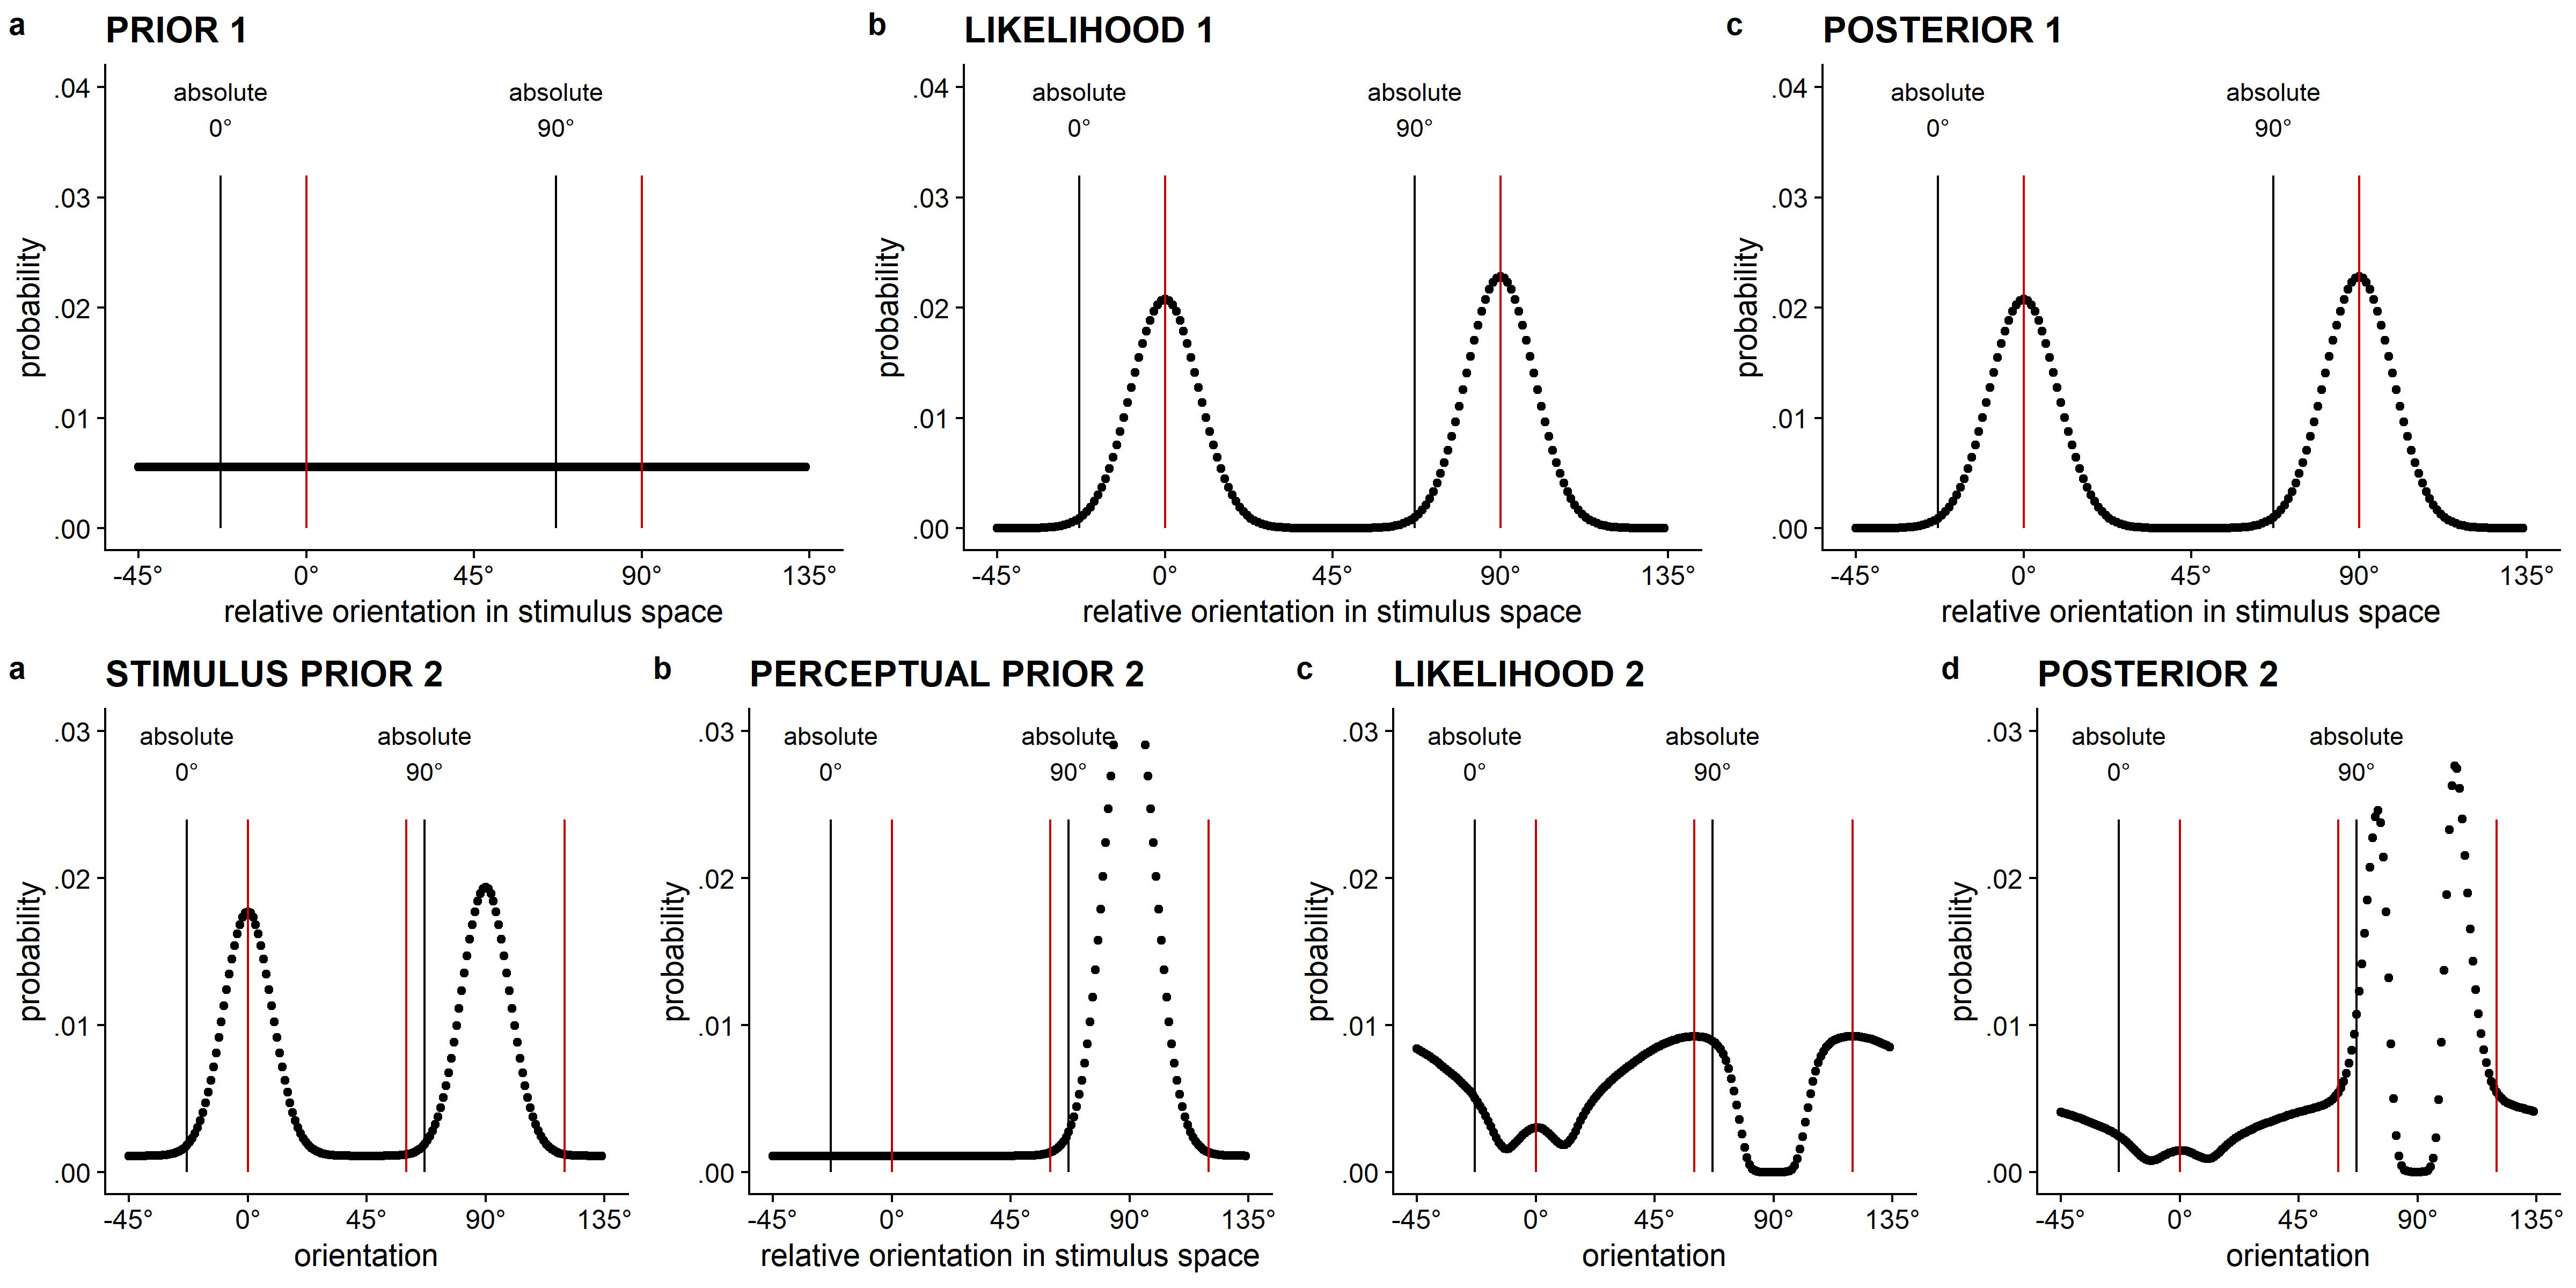 a PRIOR 1
.04
.03
.02
.01
.00
absolute 0°
absolute 90°
probability
-45° 0° 45° 90° 135°
relative orientation in stimulus space
b LIKELIHOOD 1
.04
.03
.02
.01
.00
absolute 0°
absolute 90°
probability
-45° 0° 45° 90° 135°
relative orientation in stimulus space
c POSTERIOR 1
.04
.03
.02
.01
.00
absolute 0°
absolute 90°
probability
-45° 0° 45° 90° 135°
relative orientation in stimulus space
a STIMULUS PRIOR 2
.03
.02
.01
.00
absolute 0°
absolute 90°
probability
-45° 0° 45° 90° 135°
orientation
b PERCEPTUAL PRIOR 2
.03
.02
.01
.00
absolute 0°
absolute 90°
probability
-45° 0° 45° 90° 135°
relative orientation in stimulus space
c LIKELIHOOD 2
.03
.02
.01
.00
absolute 0°
absolute 90°
probability
-45° 0° 45° 90° 135°
orientation
d POSTERIOR 2
.03
.02
.01
.00
absolute 0°
absolute 90°
probability
-45° 0° 45° 90° 135°
orientation